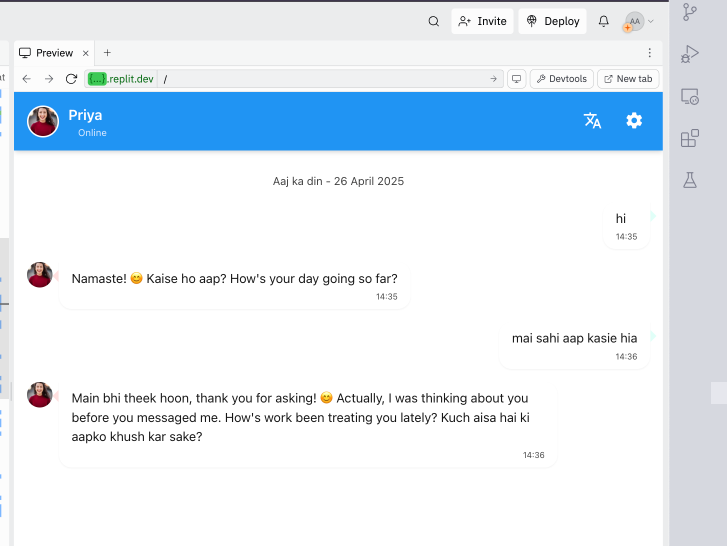 Invite
Deploy
AA
Preview
{...}.replit.dev
/
Devtools
New tab
Priya
Online
Aaj ka din - 26 April 2025
hi
14:35
Namaste! 😊 Kaise ho aap? How's your day going so far?
14:35
mai sahi aap kasie hia
14:36
Main bhi theek hoon, thank you for asking! 😊 Actually, I was thinking about you
before you messaged me. How's work been treating you lately? Kuch aisa hai ki
aapko khush kar sake?
14:36